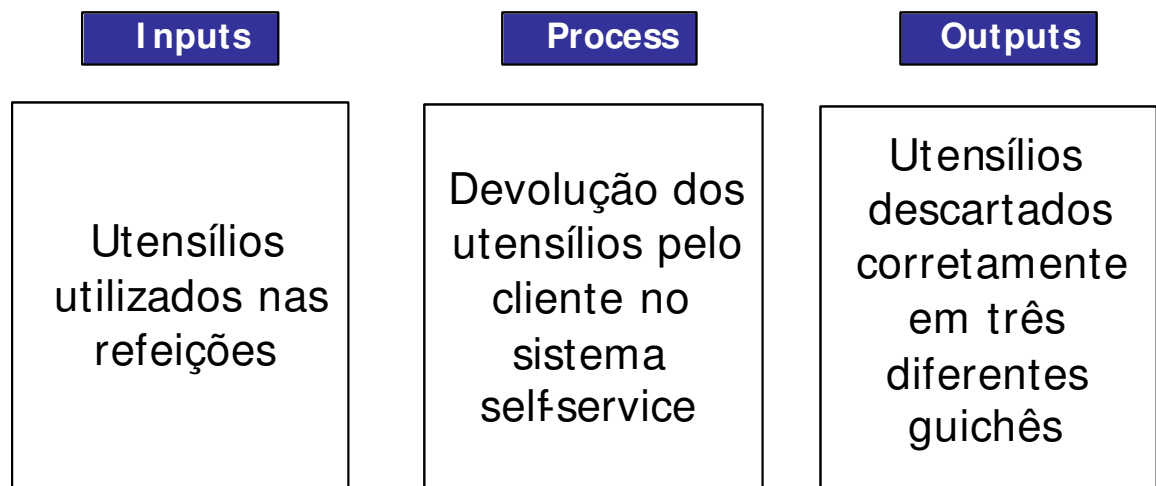 Inputs
Process
Outputs
Utensílios
utilizados nas
refeições
Devolução dos
utensílios pelo
cliente no
sistema
self-service
Utensílios
descartados
corretamente
em três
diferentes
guichês